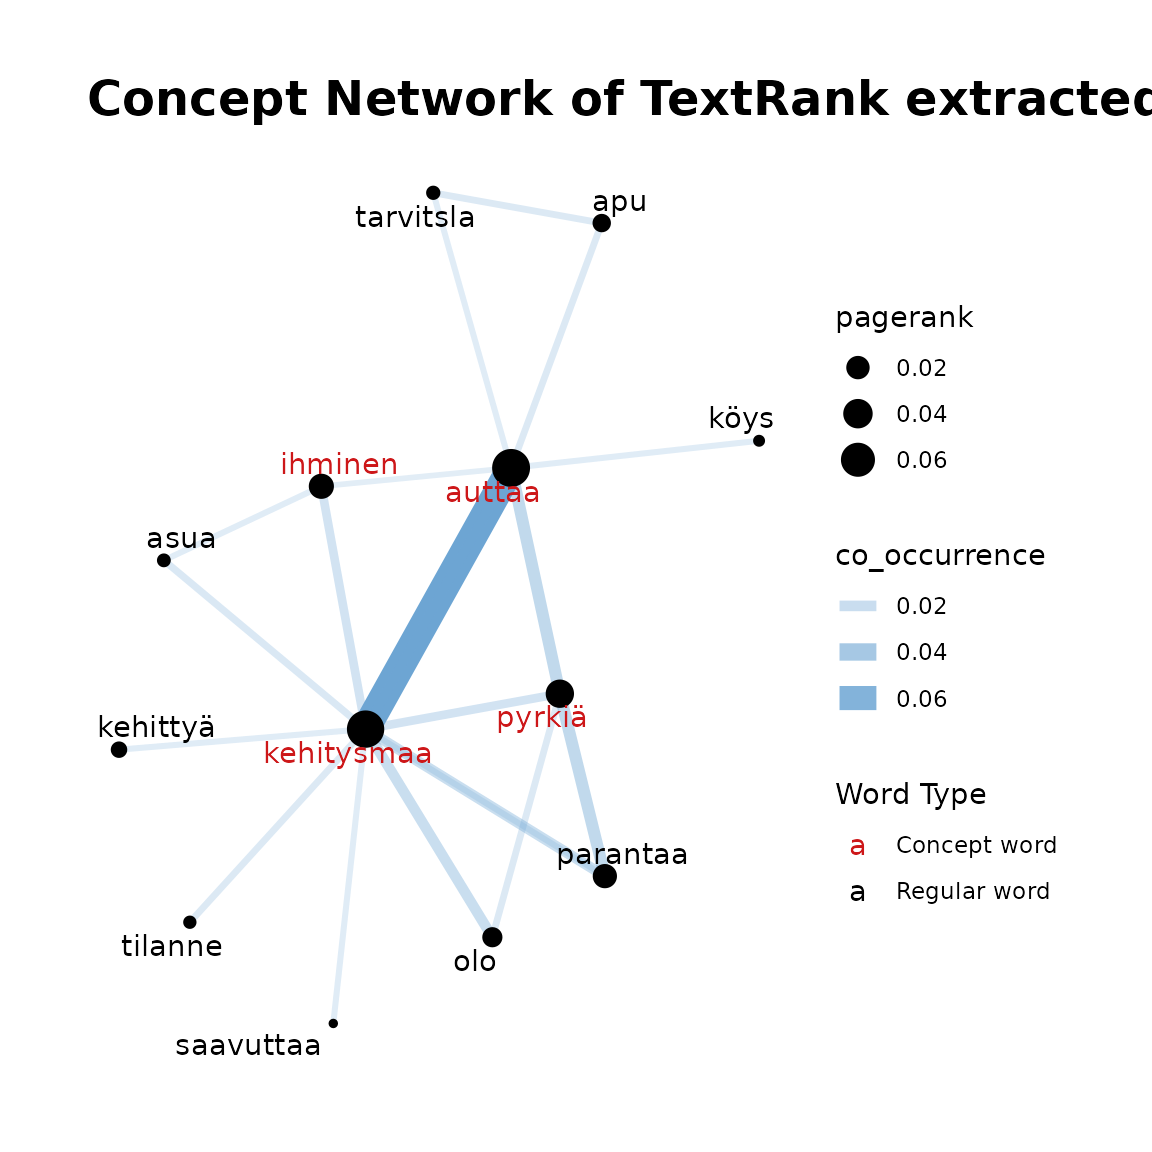 Concept Network of TextRank extracted
tarvitsla
apu
köys
ihminen
auttaa
asua
kehittyä
pyrkiä
kehitysmaa
parantaa
tilanne
olo
saavuttaa
pagerank
0.02
0.04
0.06
co_occurrence
0.02
0.04
0.06
Word Type
a Concept word
a Regular word